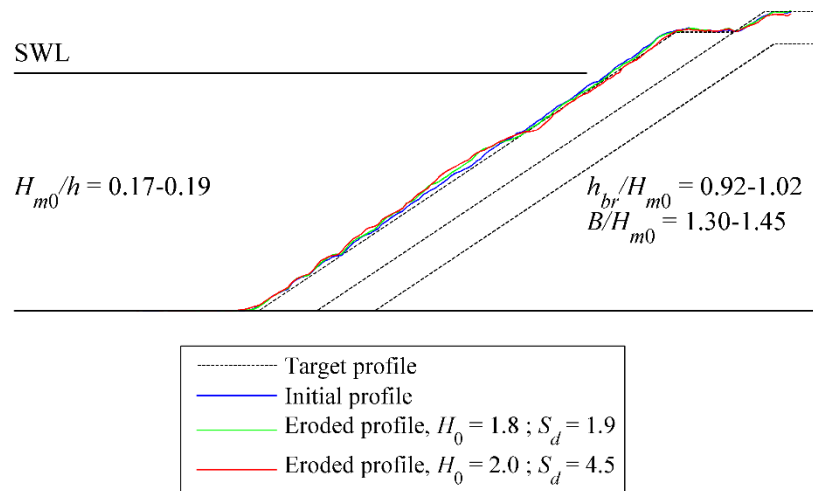 SWL
H_m0/h = 0.17-0.19
h_br/H_m0 = 0.92-1.02
B/H_m0 = 1.30-1.45
Target profile
Initial profile
Eroded profile, H_0 = 1.8 ; S_d = 1.9
Eroded profile, H_0 = 2.0 ; S_d = 4.5